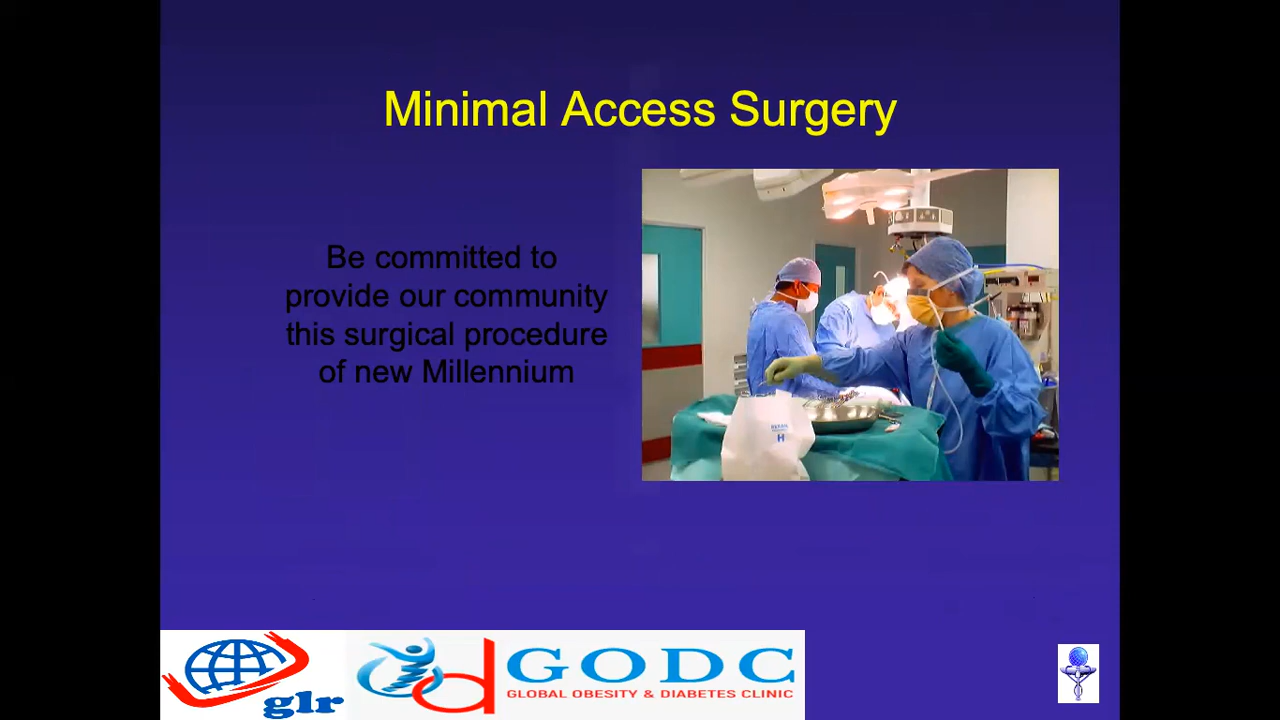 Minimal Access Surgery
Be committed to
provide our community
this surgical procedure
of new Millennium
H
glr
GODC
GLOBAL OBESITY & DIABETES CLINIC